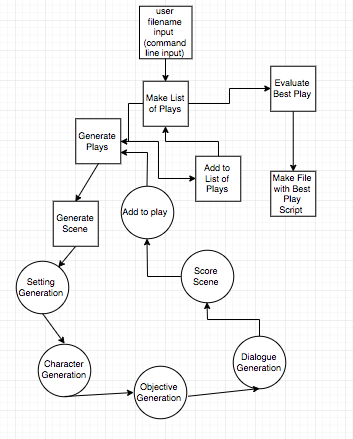 user
filename
input
(command
line input)
Make List
of Plays
Evaluate
Best Play
Generate
Plays
Add to
List of
Plays
Make File
with Best
Play
Script
Generate
Scene
Add to play
Setting
Generation
Score
Scene
Character
Generation
Objective
Generation
Dialogue
Generation